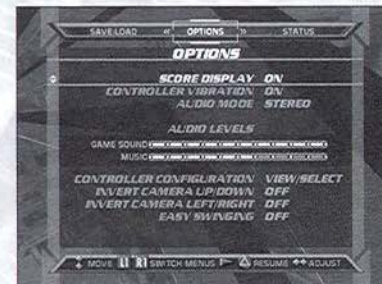 SAVE/LOAD « OPTIONS » STATUS
OPTIONS
SCORE DISPLAY ON
CONTROLLER VIBRATION ON
AUDIO MODE STEREO
AUDIO LEVELS
GAME SOUND
MUSIC
CONTROLLER CONFIGURATION VIEW/SELECT
INVERT CAMERA UP/DOWN OFF
INVERT CAMERA LEFT/RIGHT OFF
EASY SWINGING OFF
MOVE L1 R1 SWITCH MENUS RESUME ADJUST